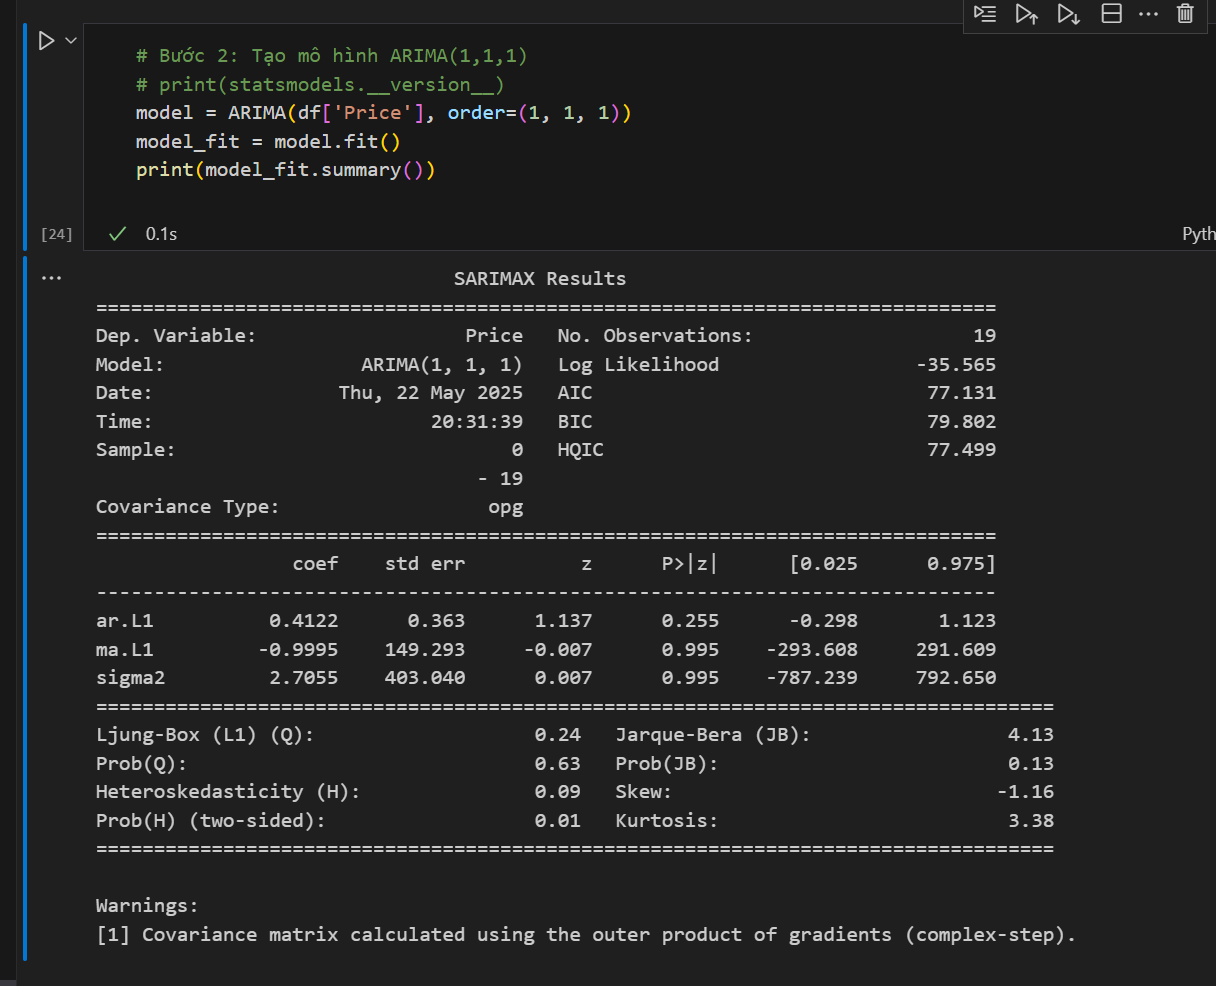 # Bước 2: Tạo mô hình ARIMA(1,1,1)
# print(statsmodels.__version__)
model = ARIMA(df['Price'], order=(1, 1, 1))
model_fit = model.fit()
print(model_fit.summary())
[24] 0.1s Pyth
... SARIMAX Results
==============================================================================
Dep. Variable: Price No. Observations: 19
Model: ARIMA(1, 1, 1) Log Likelihood -35.565
Date: Thu, 22 May 2025 AIC 77.131
Time: 20:31:39 BIC 79.802
Sample: 0 HQIC 77.499
- 19
Covariance Type: opg
==============================================================================
coef std err z P>|z| [0.025 0.975]
------------------------------------------------------------------------------
ar.L1 0.4122 0.363 1.137 0.255 -0.298 1.123
ma.L1 -0.9995 149.293 -0.007 0.995 -293.608 291.609
sigma2 2.7055 403.040 0.007 0.995 -787.239 792.650
===================================================================================
Ljung-Box (L1) (Q): 0.24 Jarque-Bera (JB): 4.13
Prob(Q): 0.63 Prob(JB): 0.13
Heteroskedasticity (H): 0.09 Skew: -1.16
Prob(H) (two-sided): 0.01 Kurtosis: 3.38
===================================================================================
Warnings:
[1] Covariance matrix calculated using the outer product of gradients (complex-step).